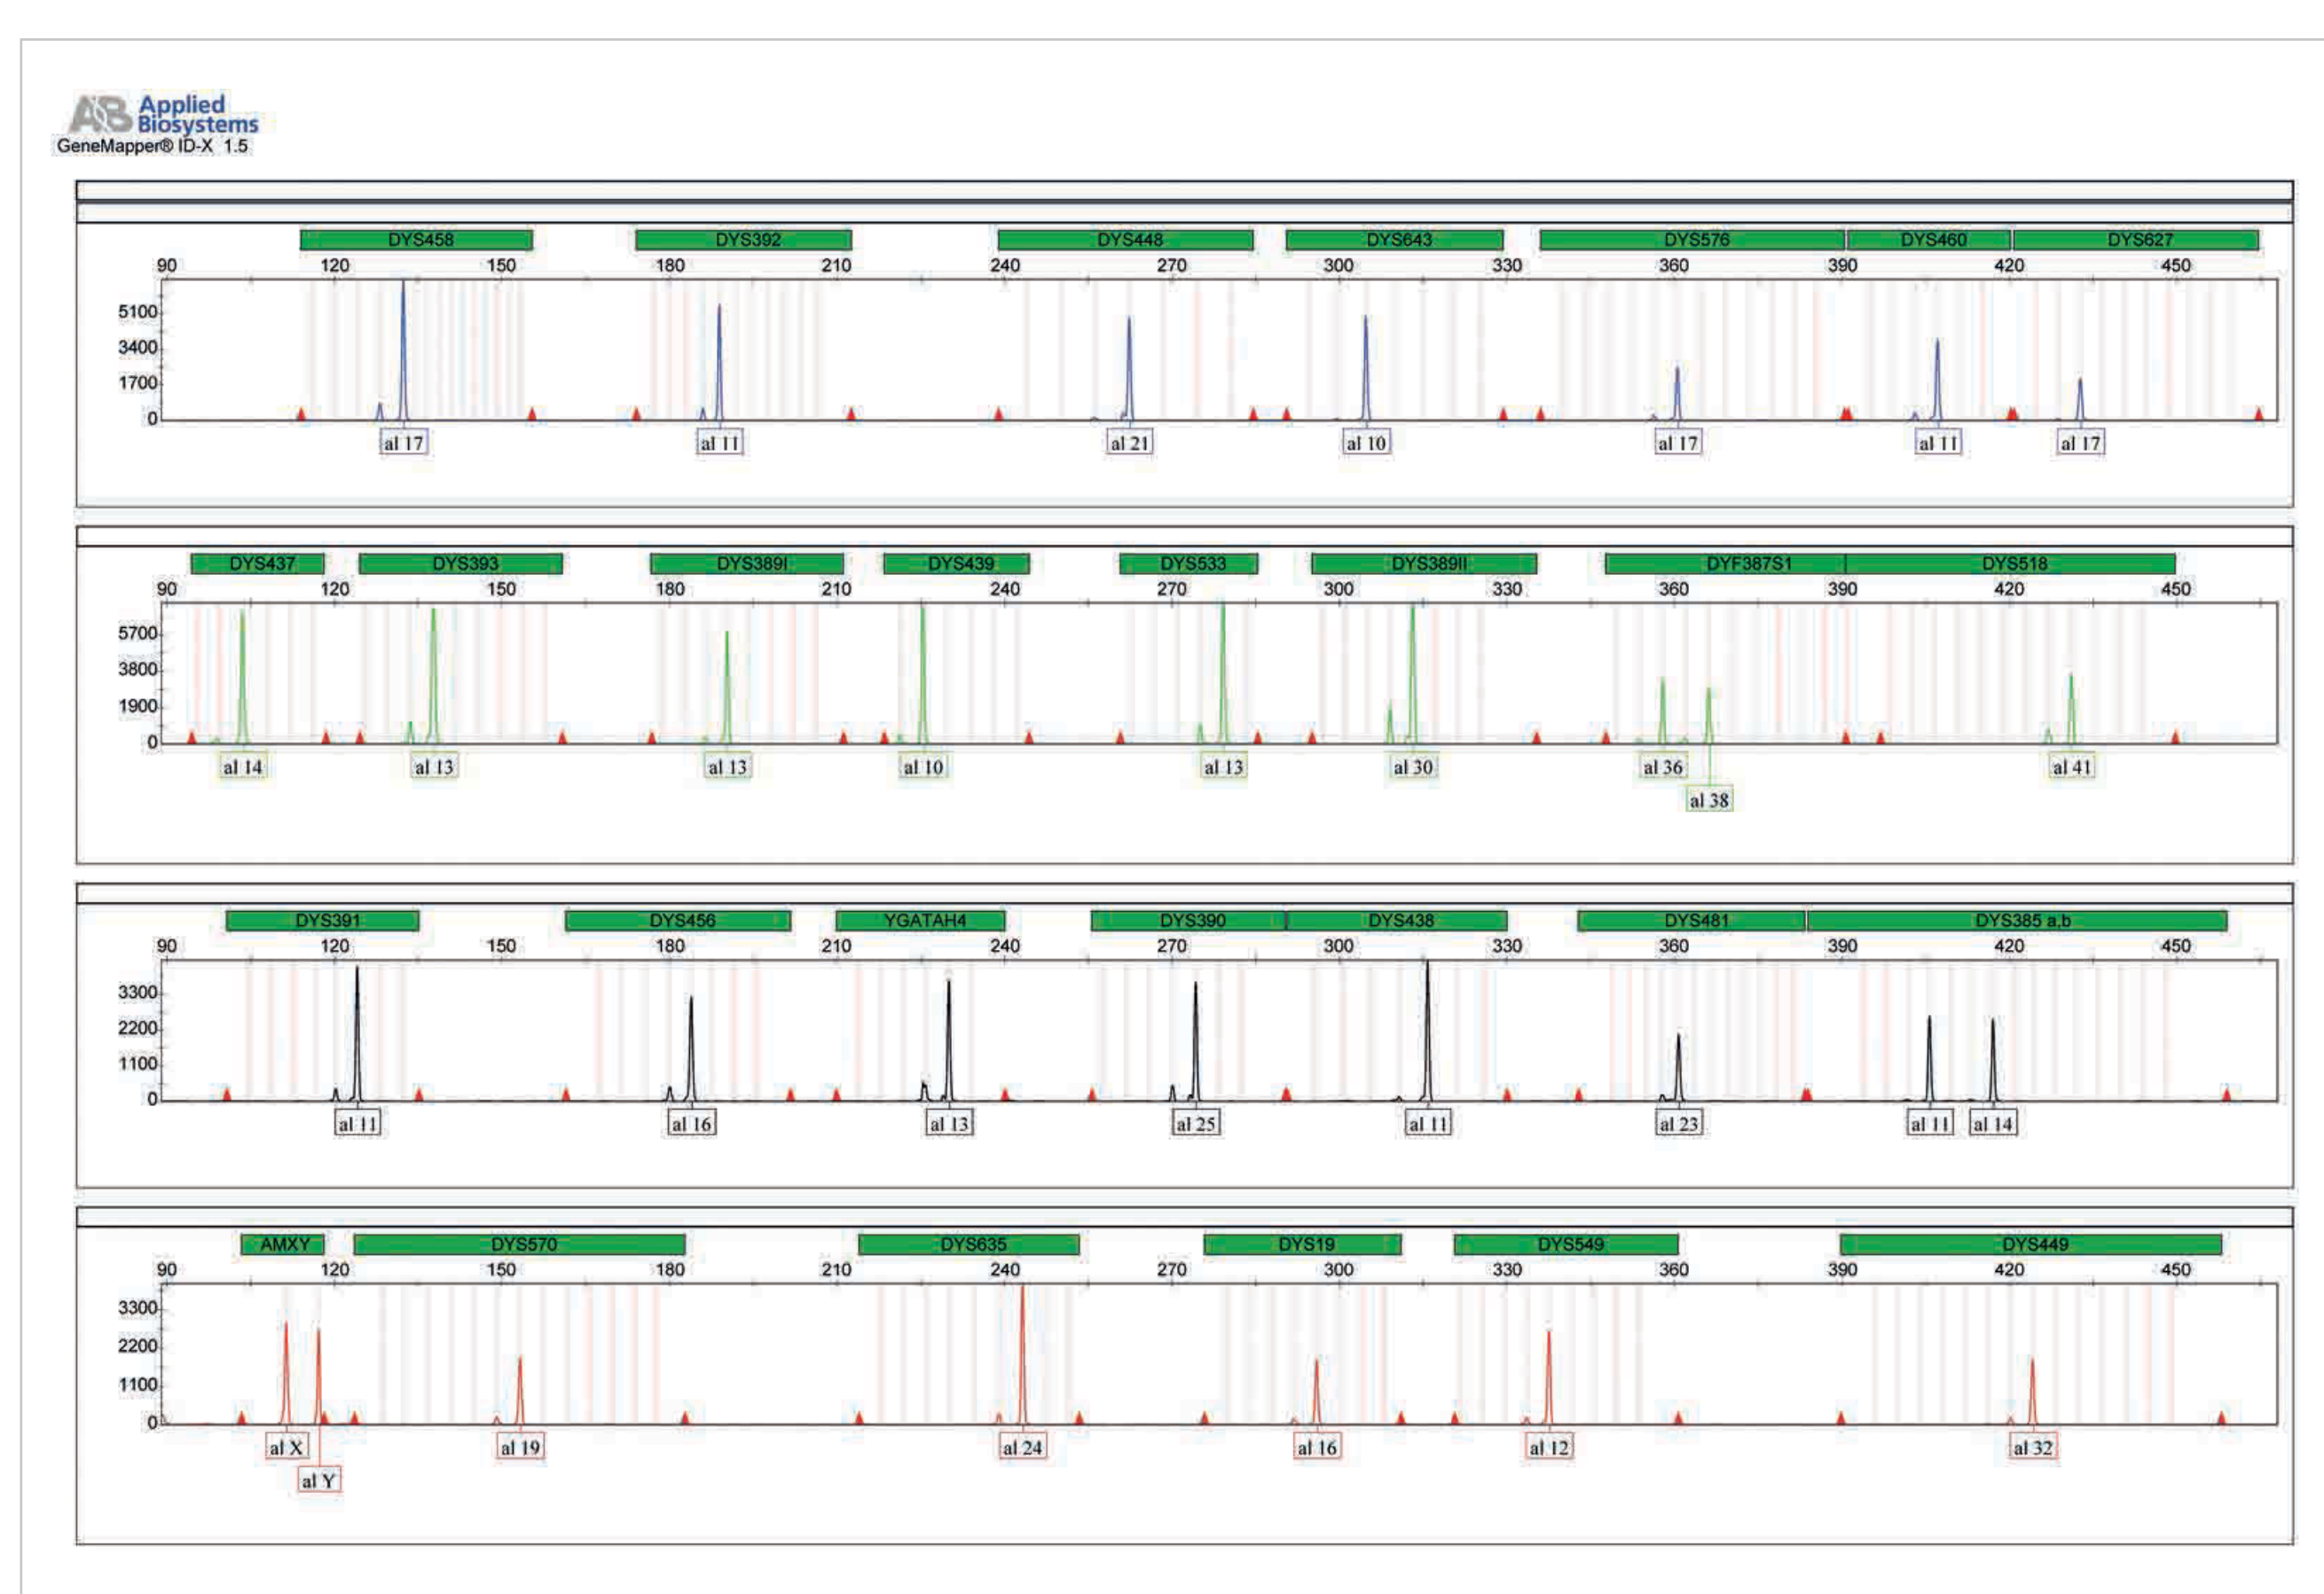 AB Applied
Biosystems
GeneMapper® ID-X 1.5
DYS458 DYS392 DYS448 DYS643 DYS576 DYS460 DYS627
90 120 150 180 210 240 270 300 330 360 390 420 450
5100
3400
1700
0
al 17 al 11 al 21 al 10 al 17 al 11 al 17
DYS437 DYS393 DYS389I DYS439 DYS533 DYS389II DYF387S1 DYS518
90 120 150 180 210 240 270 300 330 360 390 420 450
5700
3800
1900
0
al 14 al 13 al 13 al 10 al 13 al 30 al 36 al 41
al 38
DYS391 DYS456 YGATAH4 DYS390 DYS438 DYS481 DYS385 a,b
90 120 150 180 210 240 270 300 330 360 390 420 450
3300
2200
1100
0
al 11 al 16 al 13 al 25 al 11 al 23 al 11 al 14
AMXY DYS570 DYS635 DYS19 DYS549 DYS449
90 120 150 180 210 240 270 300 330 360 390 420 450
3300
2200
1100
0
al X al 19 al 24 al 16 al 12 al 32
al Y